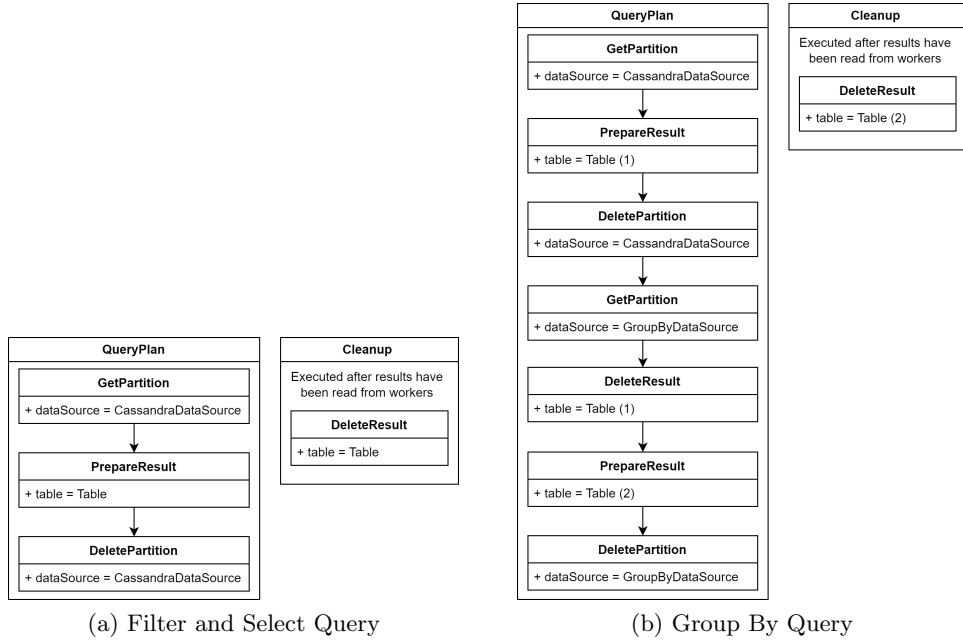 QueryPlan
GetPartition
+ dataSource = CassandraDataSource
PrepareResult
+ table = Table
DeletePartition
+ dataSource = CassandraDataSource
Cleanup
Executed after results have
been read from workers
DeleteResult
+ table = Table
(a) Filter and Select Query
QueryPlan
GetPartition
+ dataSource = CassandraDataSource
PrepareResult
+ table = Table (1)
DeletePartition
+ dataSource = CassandraDataSource
GetPartition
+ dataSource = GroupByDataSource
DeleteResult
+ table = Table (1)
PrepareResult
+ table = Table (2)
DeletePartition
+ dataSource = GroupByDataSource
Cleanup
Executed after results have
been read from workers
DeleteResult
+ table = Table (2)
(b) Group By Query